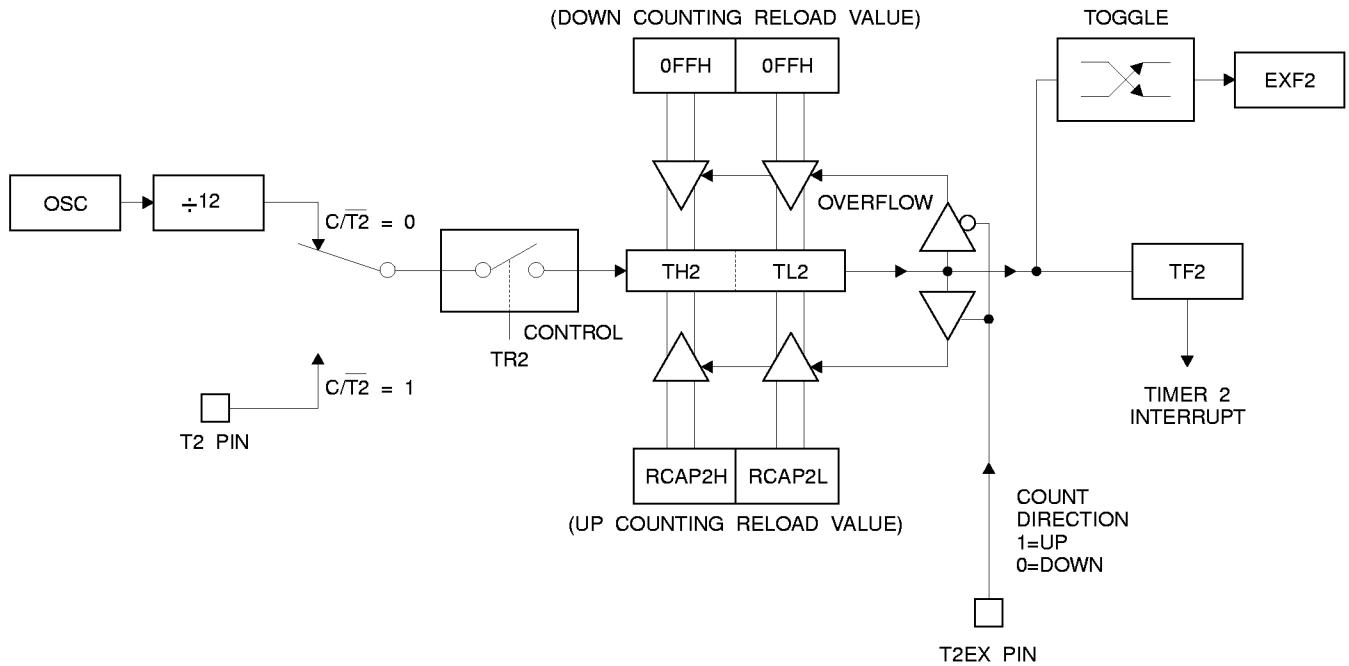 (DOWN COUNTING RELOAD VALUE)
TOGGLE
0FFH
0FFH
EXF2
OSC
÷12
C/T2̅ = 0
OVERFLOW
TH2
TL2
TF2
CONTROL
TR2
C/T2̅ = 1
T2 PIN
TIMER 2
INTERRUPT
RCAP2H
RCAP2L
(UP COUNTING RELOAD VALUE)
COUNT
DIRECTION
1=UP
0=DOWN
T2EX PIN